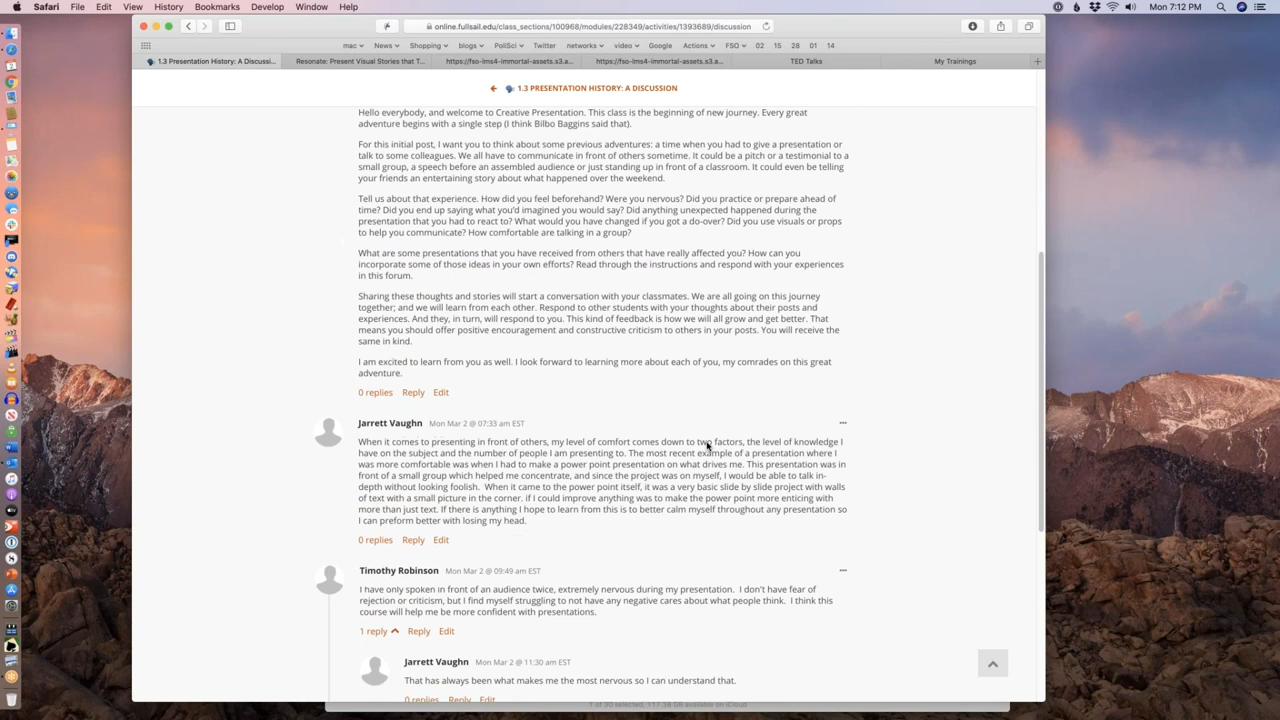 Safari File Edit View History Bookmarks Develop Window Help Mon 7:12 PM
online.fullsail.edu/class_sections/100968/modules/228349/activities/1393689/discussion
mac News Shopping blogs PoliSci Twitter networks video Google Actions FSO 02 15 28 01 14
1.3 Presentation History: A Discussi... Resonate: Present Visual Stories that T... https://fso-lms4-immortal-assets.s3.a... https://fso-lms4-immortal-assets.s3.a... TED Talks My Trainings
1.3 PRESENTATION HISTORY: A DISCUSSION
Hello everybody, and welcome to Creative Presentation. This class is the beginning of new journey. Every great
adventure begins with a single step (I think Bilbo Baggins said that).
For this initial post, I want you to think about some previous adventures: a time when you had to give a presentation or
talk to some colleagues. We all have to communicate in front of others sometime. It could be a pitch or a testimonial to a
small group, a speech before an assembled audience or just standing up in front of a classroom. It could even be telling
your friends an entertaining story about what happened over the weekend.
Tell us about that experience. How did you feel beforehand? Were you nervous? Did you practice or prepare ahead of
time? Did you end up saying what you'd imagined you would say? Did anything unexpected happened during the
presentation that you had to react to? What would you have changed if you got a do-over? Did you use visuals or props
to help you communicate? How comfortable are talking in a group?
What are some presentations that you have received from others that have really affected you? How can you
incorporate some of those ideas in your own efforts? Read through the instructions and respond with your experiences
in this forum.
Sharing these thoughts and stories will start a conversation with your classmates. We are all going on this journey
together; and we will learn from each other. Respond to other students with your thoughts about their posts and
experiences. And they, in turn, will respond to you. This kind of feedback is how we will all grow and get better. That
means you should offer positive encouragement and constructive criticism to others in your posts. You will receive the
same in kind.
I am excited to learn from you as well. I look forward to learning more about each of you, my comrades on this great
adventure.
0 replies Reply Edit
Jarrett Vaughn Mon Mar 2 @ 07:33 am EST
When it comes to presenting in front of others, my level of comfort comes down to two factors, the level of knowledge I
have on the subject and the number of people I am presenting to. The most recent example of a presentation where I
was more comfortable was when I had to make a power point presentation on what drives me. This presentation was in
front of a small group which helped me concentrate, and since the project was on myself, I would be able to talk in-
depth without looking foolish. When it came to the power point itself, it was a very basic slide by slide project with walls
of text with a small picture in the corner. if I could improve anything was to make the power point more enticing with
more than just text. If there is anything I hope to learn from this is to better calm myself throughout any presentation so
I can preform better with losing my head.
0 replies Reply Edit
Timothy Robinson Mon Mar 2 @ 09:49 am EST
I have only spoken in front of an audience twice, extremely nervous during my presentation. I don't have fear of
rejection or criticism, but I find myself struggling to not have any negative cares about what people think. I think this
course will help me be more confident with presentations.
1 reply Reply Edit
Jarrett Vaughn Mon Mar 2 @ 11:30 am EST
That has always been what makes me the most nervous so I can understand that.
0 replies Reply Edit
1 of 30 selected, 117.38 GB available on iCloud